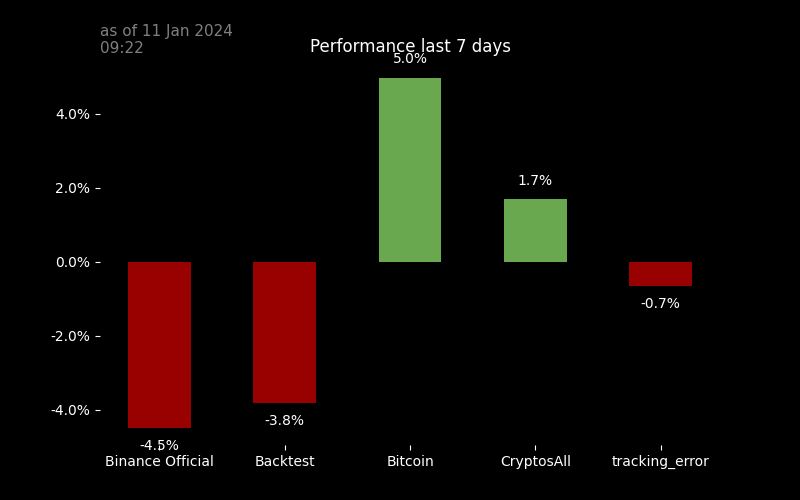 as of 11 Jan 2024
09:22
Performance last 7 days
5.0%
4.0%
1.7%
2.0%
0.0%
-0.7%
-2.0%
-4.0%
-3.8%
-4.5%
Binance Official
Backtest
Bitcoin
CryptosAll
tracking_error